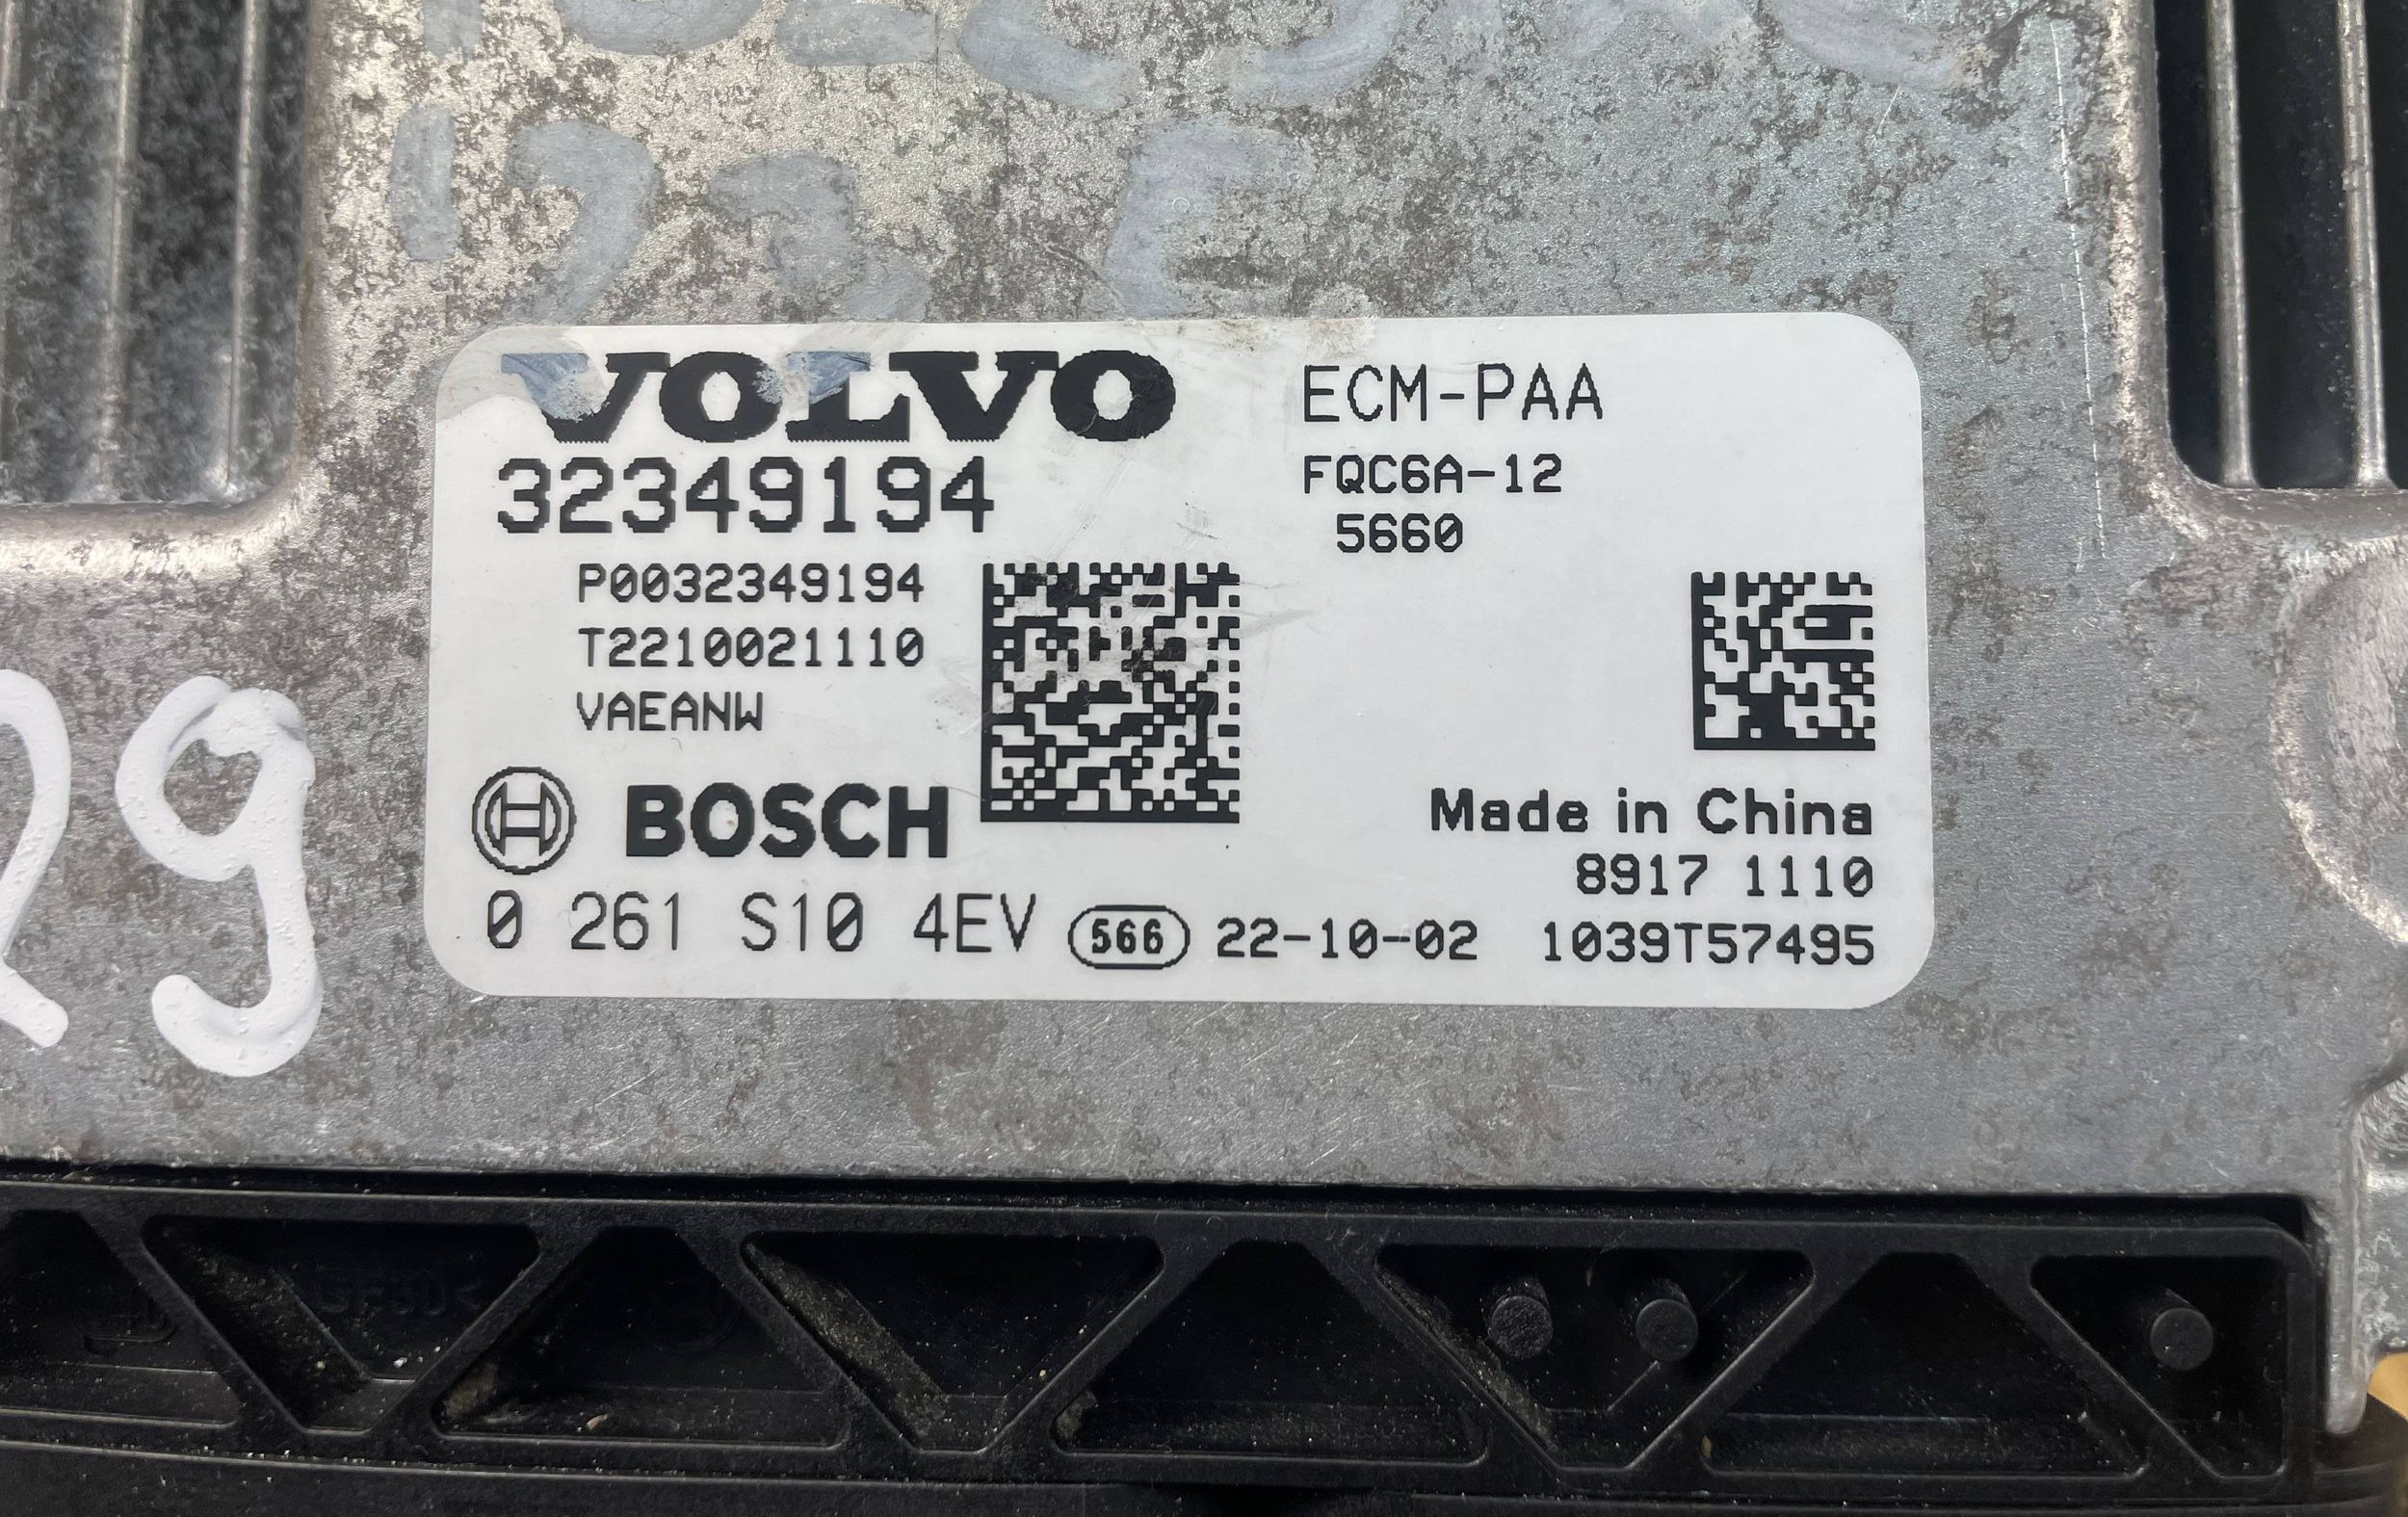 VOLVO
32349194
P0032349194
T2210021110
VAEANW
BOSCH
0 261 S10 4EV
566
22-10-02
ECM-PAA
FQC6A-12
5660
Made in China
8917 1110
1039T57495
29